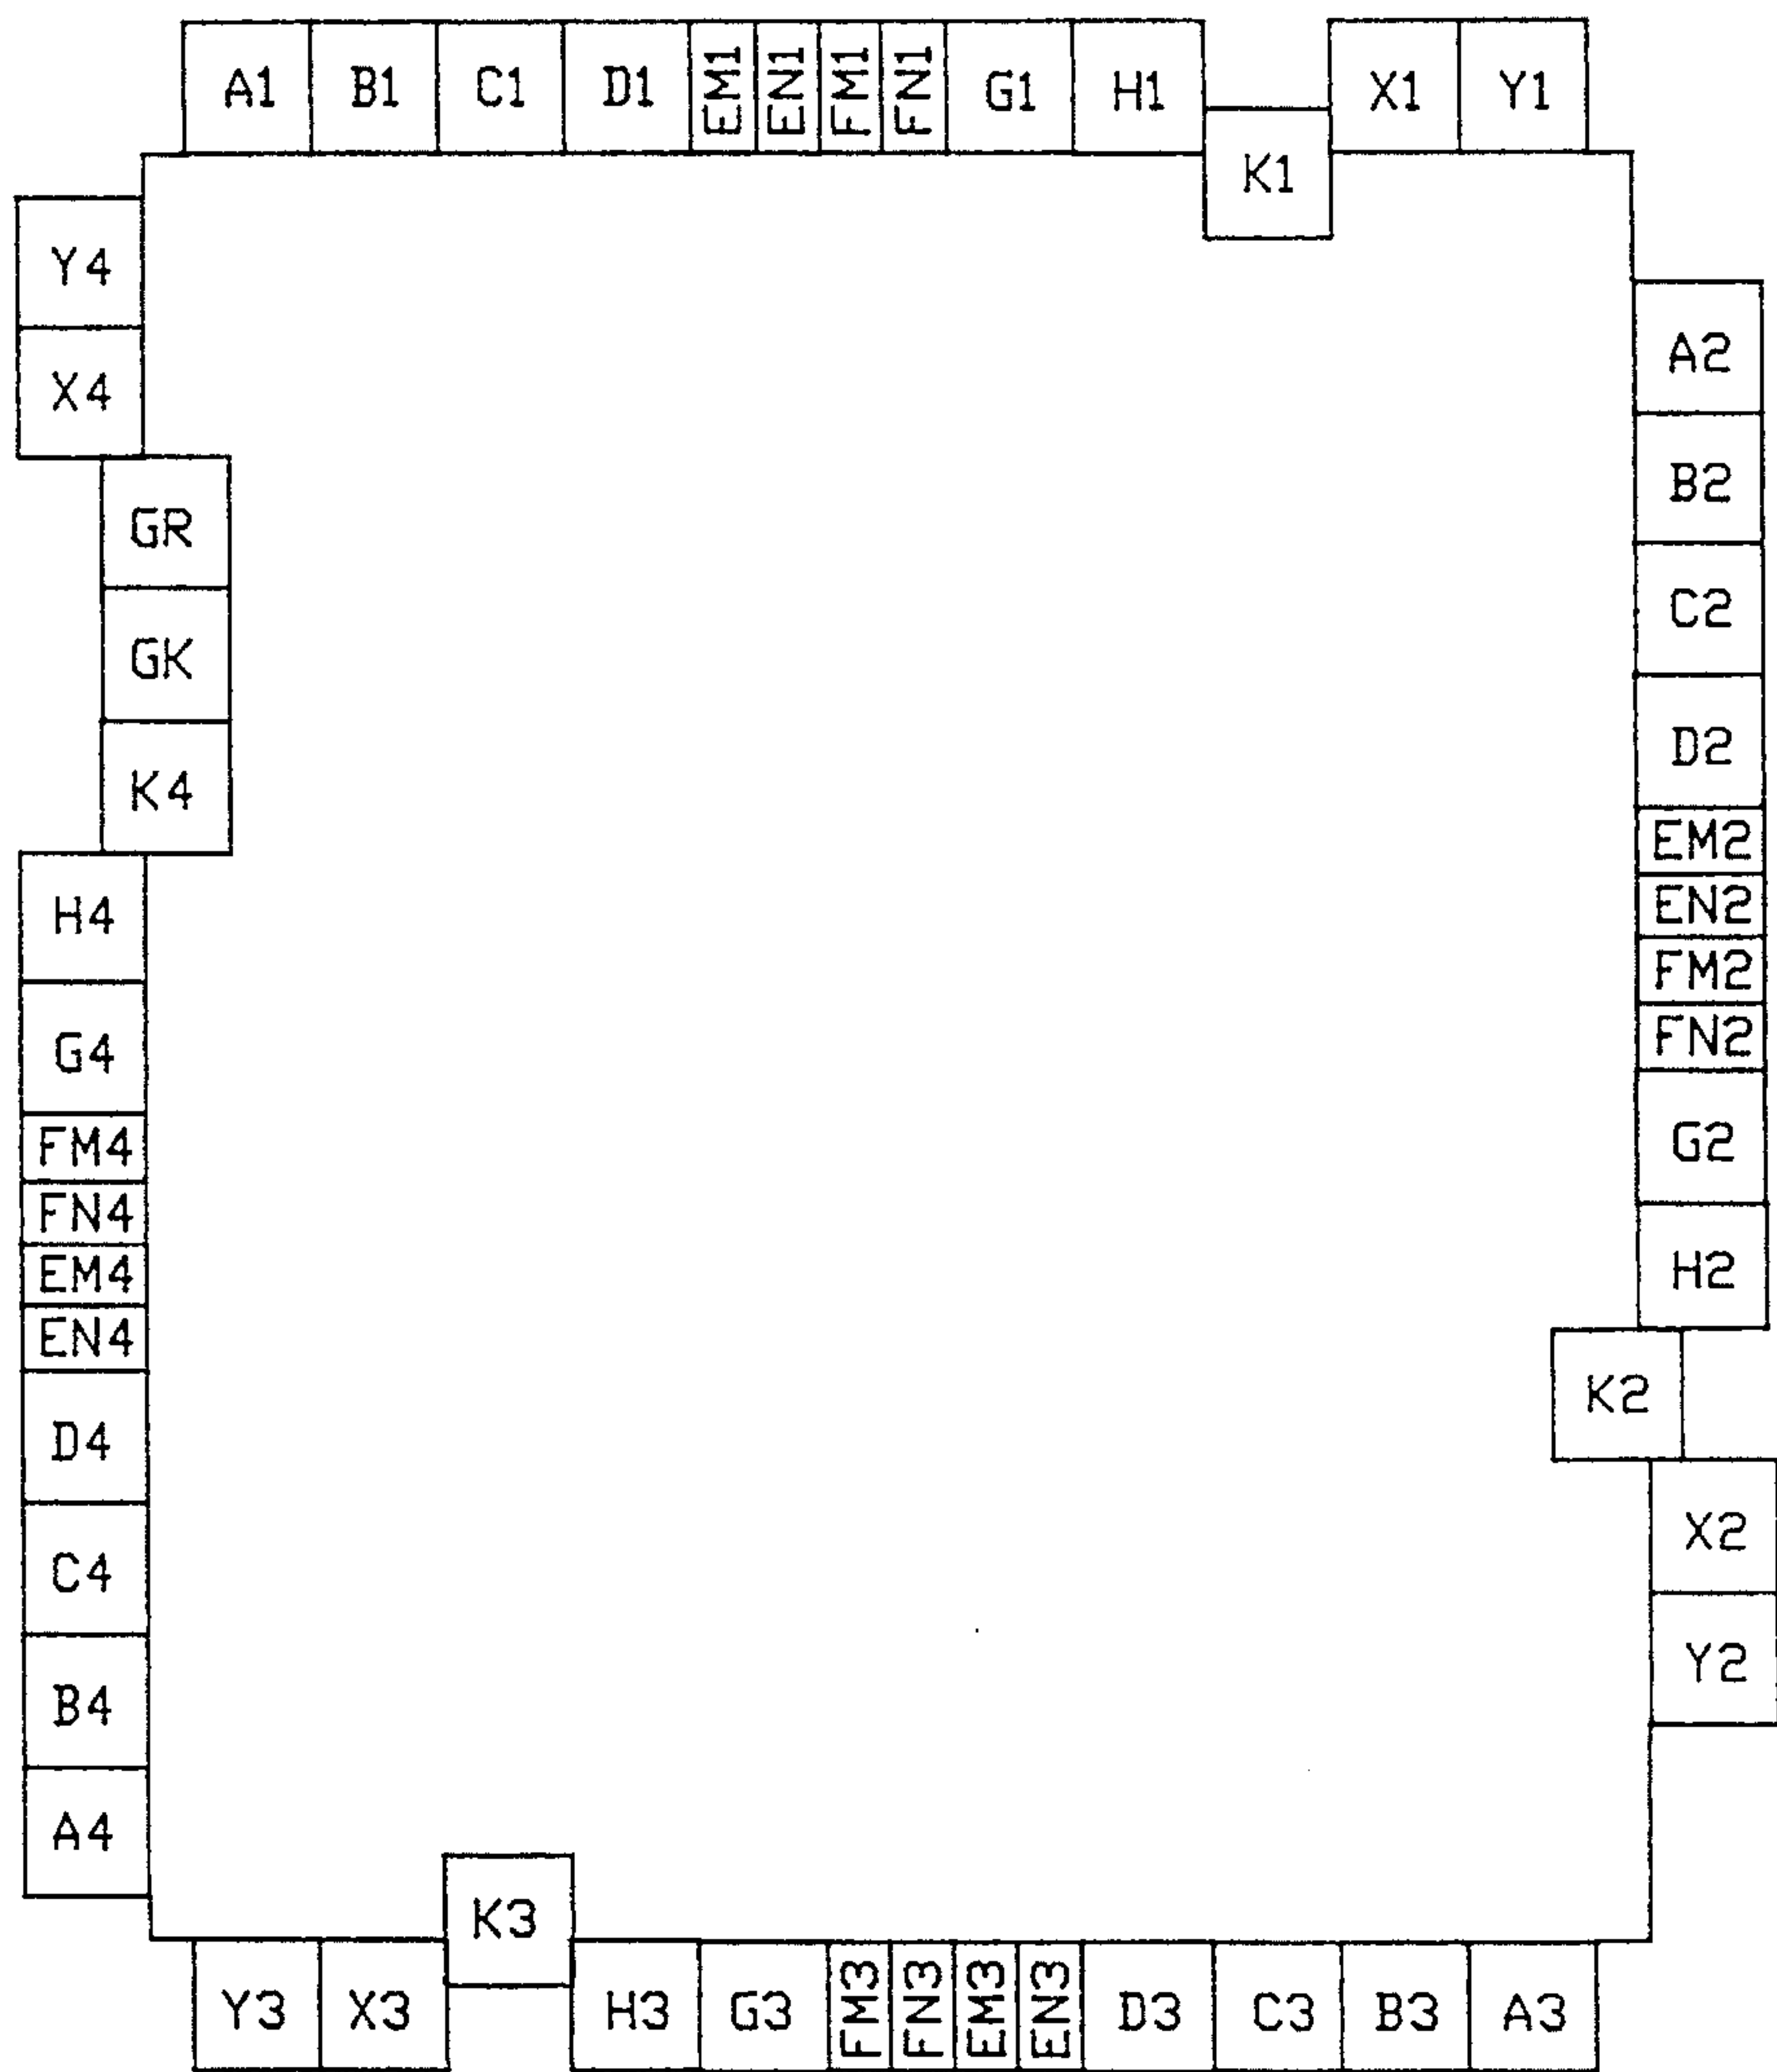 A1 B1 C1 D1 EM1 EN1 FM1 FN1 G1 H1 X1 Y1
K1
Y4
X4
GR
GK
K4
H4
G4
FM4
FN4
EM4
EN4
D4
C4
B4
A4
A2
B2
C2
D2
EM2
EN2
FM2
FN2
G2
H2
K2
X2
Y2
K3
Y3 X3 H3 G3 FM3 FN3 EM3 EN3 D3 C3 B3 A3